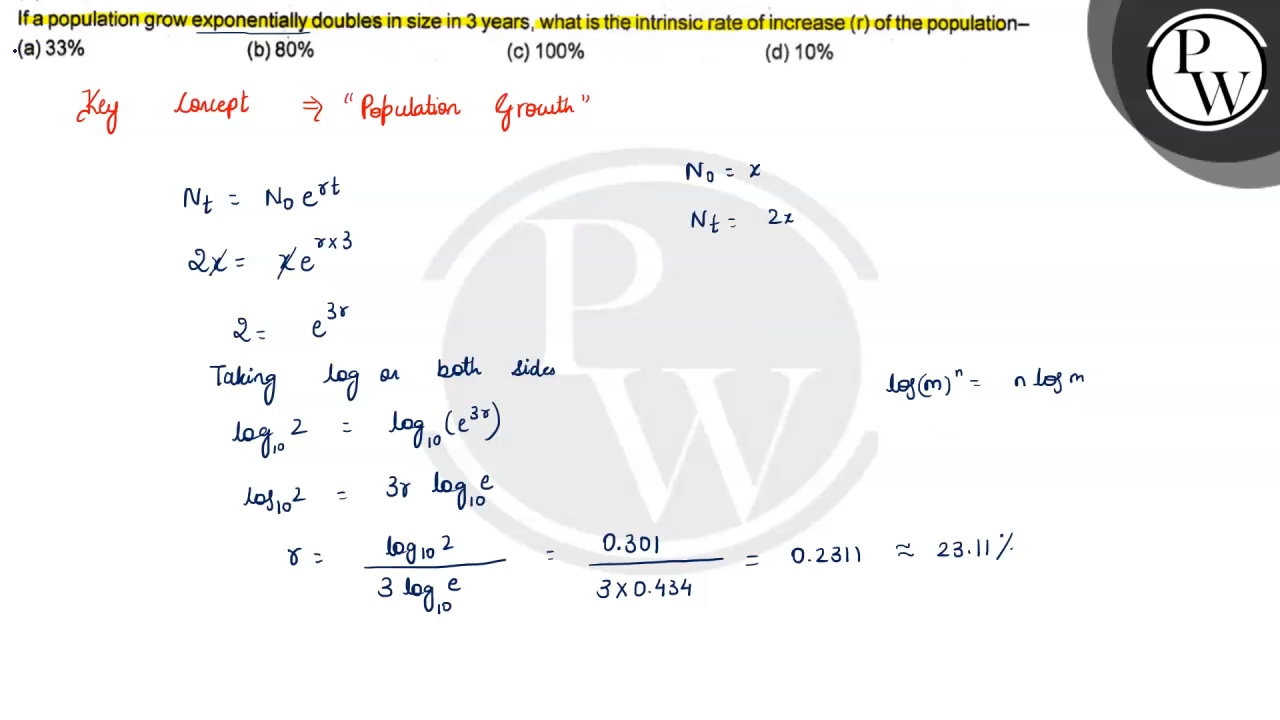 If a population grow exponentially doubles in size in 3 years, what is the intrinsic rate of increase (r) of the population–
(a) 33% (b) 80% (c) 100% (d) 10%
PW
Key concept ⇒ "Population Growth"
N₀ = x
Nt = N₀ e^rt
Nt = 2x
2x = x e^r×3
2 = e^3r
Taking log on both sides
log(m)^n = n log m
log₁₀ 2 = log₁₀ (e^3r)
log₁₀ 2 = 3r log₁₀ e
r = log₁₀ 2 / 3 log₁₀ e = 0.301 / 3 × 0.434 = 0.2311 ≈ 23.11 %
PW